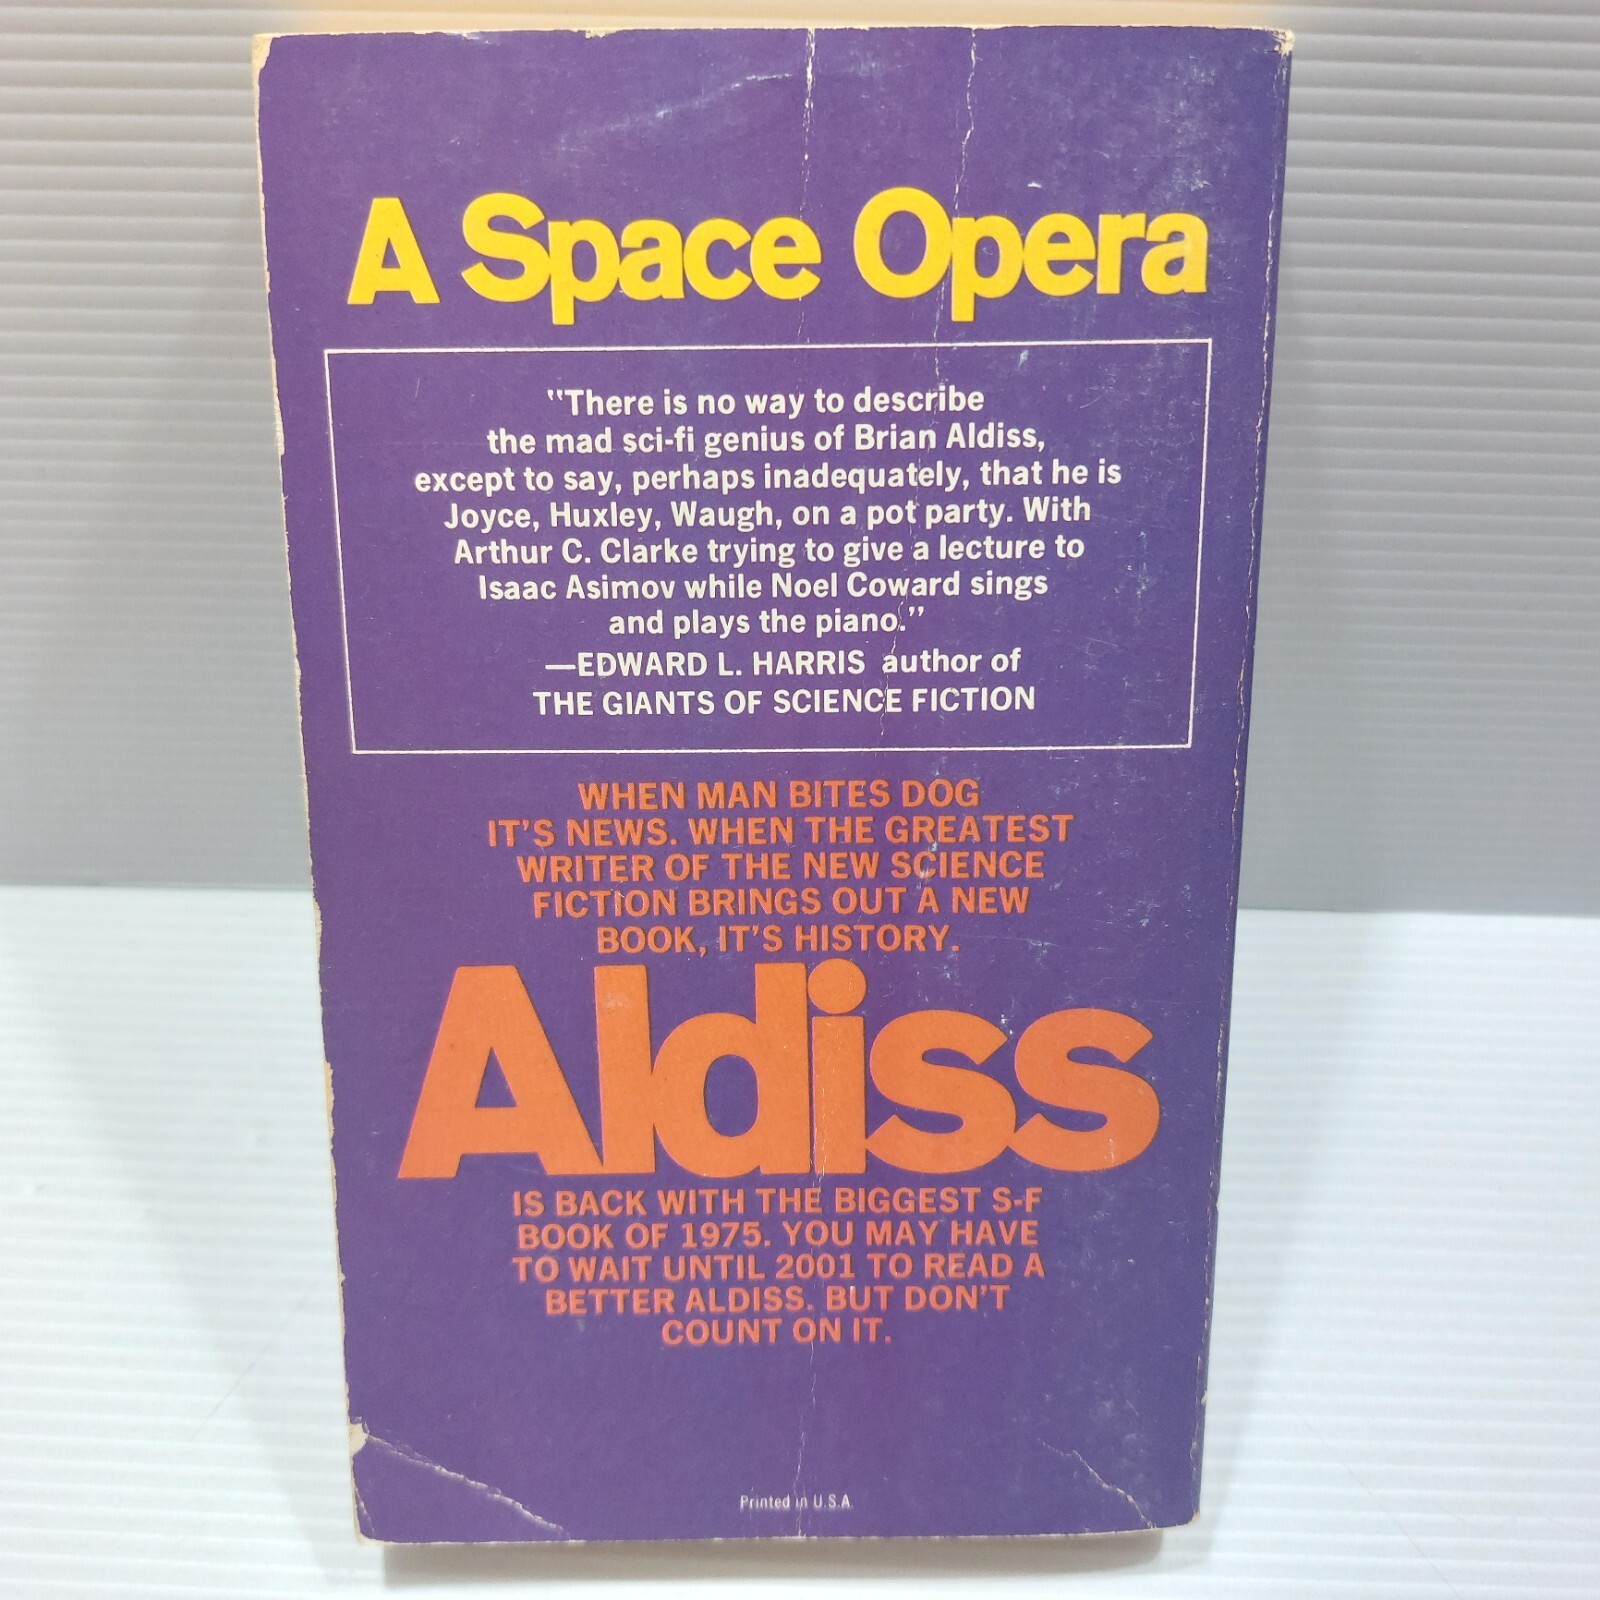 A Space Opera
"There is no way to describe
the mad sci-fi genius of Brian Aldiss,
except to say, perhaps inadequately, that he is
Joyce, Huxley, Waugh, on a pot party. With
Arthur C. Clarke trying to give a lecture to
Isaac Asimov while Noel Coward sings
and plays the piano."
—EDWARD L. HARRIS author of
THE GIANTS OF SCIENCE FICTION
WHEN MAN BITES DOG
IT'S NEWS. WHEN THE GREATEST
WRITER OF THE NEW SCIENCE
FICTION BRINGS OUT A NEW
BOOK, IT'S HISTORY.
Aldiss
IS BACK WITH THE BIGGEST S-F
BOOK OF 1975. YOU MAY HAVE
TO WAIT UNTIL 2001 TO READ A
BETTER ALDISS. BUT DON'T
COUNT ON IT.
Printed in U.S.A.